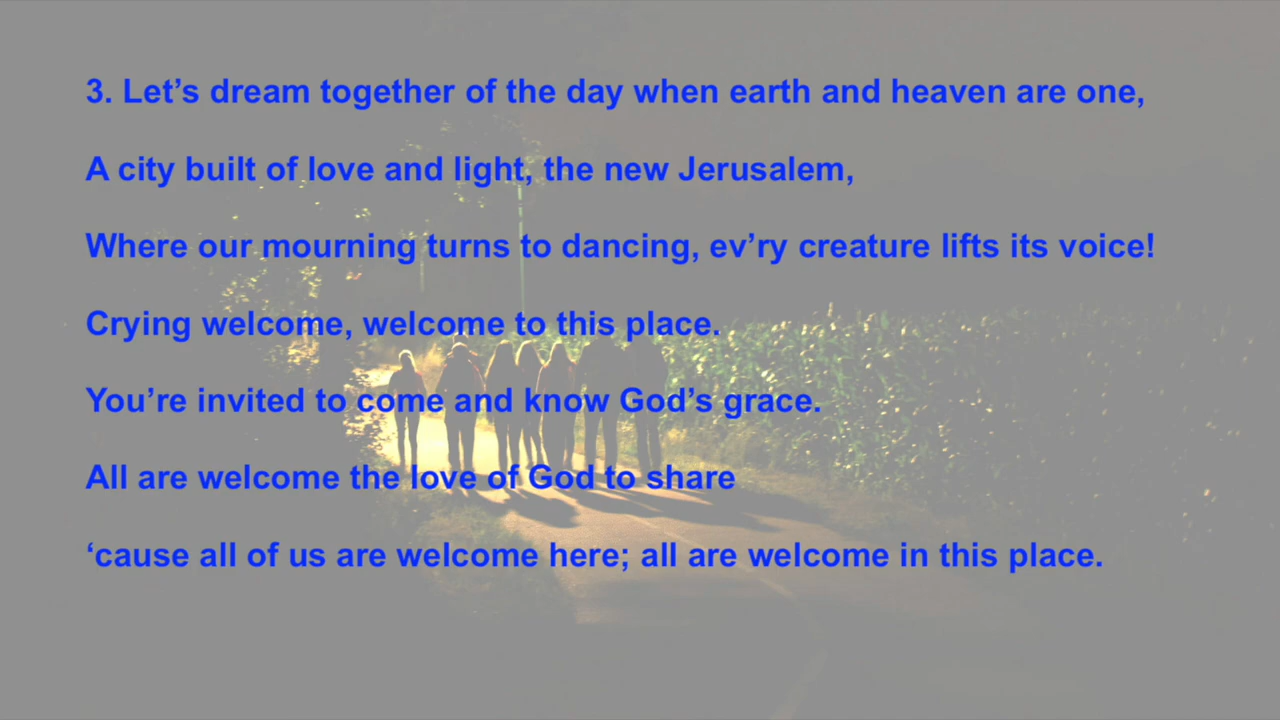 3. Let’s dream together of the day when earth and heaven are one,
A city built of love and light, the new Jerusalem,
Where our mourning turns to dancing, ev’ry creature lifts its voice!
Crying welcome, welcome to this place.
You’re invited to come and know God’s grace.
All are welcome the love of God to share
‘cause all of us are welcome here; all are welcome in this place.